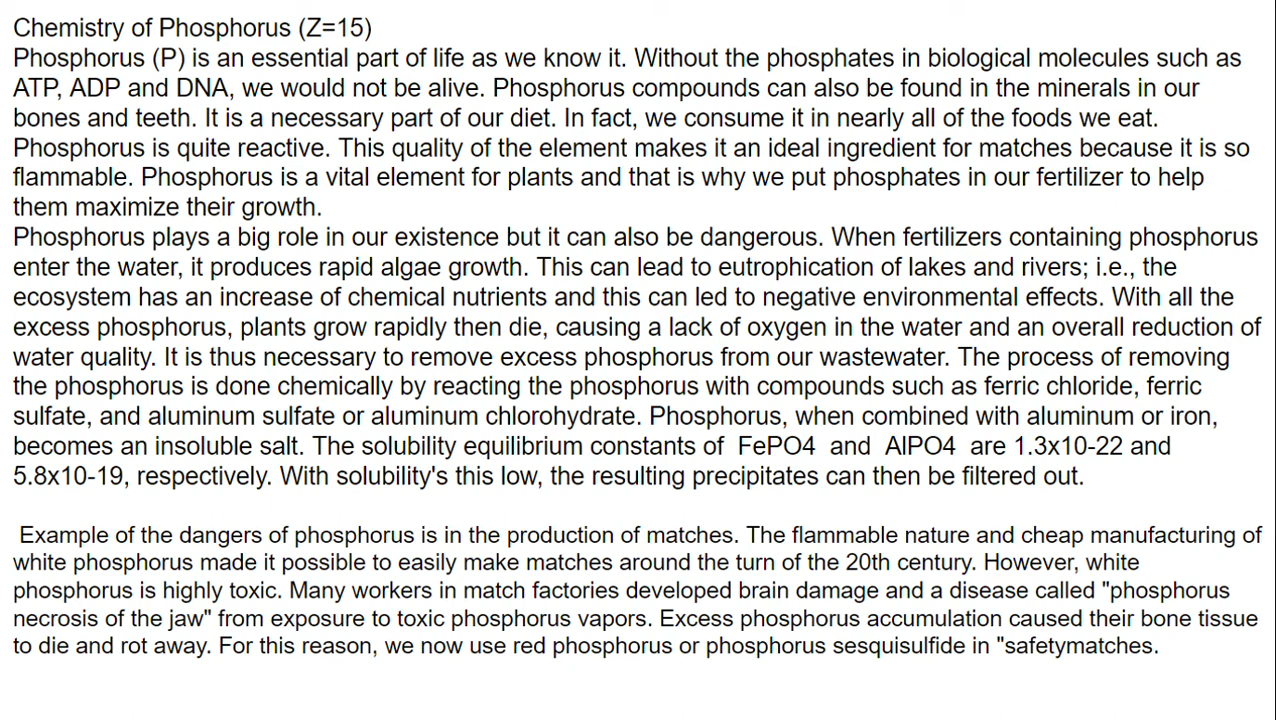 Chemistry of Phosphorus (Z=15)
Phosphorus (P) is an essential part of life as we know it. Without the phosphates in biological molecules such as
ATP, ADP and DNA, we would not be alive. Phosphorus compounds can also be found in the minerals in our
bones and teeth. It is a necessary part of our diet. In fact, we consume it in nearly all of the foods we eat.
Phosphorus is quite reactive. This quality of the element makes it an ideal ingredient for matches because it is so
flammable. Phosphorus is a vital element for plants and that is why we put phosphates in our fertilizer to help
them maximize their growth.
Phosphorus plays a big role in our existence but it can also be dangerous. When fertilizers containing phosphorus
enter the water, it produces rapid algae growth. This can lead to eutrophication of lakes and rivers; i.e., the
ecosystem has an increase of chemical nutrients and this can led to negative environmental effects. With all the
excess phosphorus, plants grow rapidly then die, causing a lack of oxygen in the water and an overall reduction of
water quality. It is thus necessary to remove excess phosphorus from our wastewater. The process of removing
the phosphorus is done chemically by reacting the phosphorus with compounds such as ferric chloride, ferric
sulfate, and aluminum sulfate or aluminum chlorohydrate. Phosphorus, when combined with aluminum or iron,
becomes an insoluble salt. The solubility equilibrium constants of FePO4 and AlPO4 are 1.3x10-22 and
5.8x10-19, respectively. With solubility's this low, the resulting precipitates can then be filtered out.
Example of the dangers of phosphorus is in the production of matches. The flammable nature and cheap manufacturing of
white phosphorus made it possible to easily make matches around the turn of the 20th century. However, white
phosphorus is highly toxic. Many workers in match factories developed brain damage and a disease called "phosphorus
necrosis of the jaw" from exposure to toxic phosphorus vapors. Excess phosphorus accumulation caused their bone tissue
to die and rot away. For this reason, we now use red phosphorus or phosphorus sesquisulfide in "safetymatches.